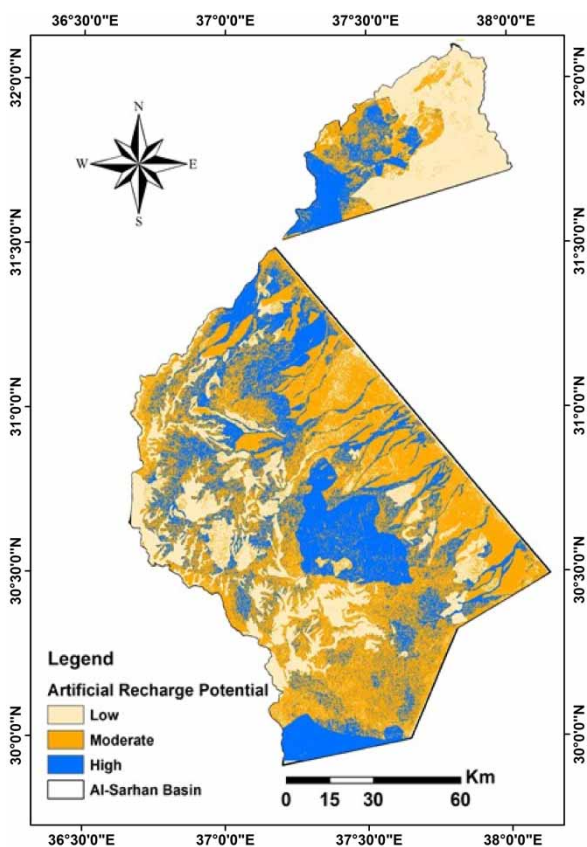 36°30'0"E 37°0'0"E 37°30'0"E 38°0'0"E
32°0'0"N 32°0'0"N
N
W E
S
31°30'0"N 31°30'0"N
31°0'0"N 31°0'0"N
30°30'0"N 30°30'0"N
Legend
Artificial Recharge Potential
Low
Moderate
High
Al-Sarhan Basin
30°0'0"N 30°0'0"N
Km
0 15 30 60
36°30'0"E 37°0'0"E 37°30'0"E 38°0'0"E